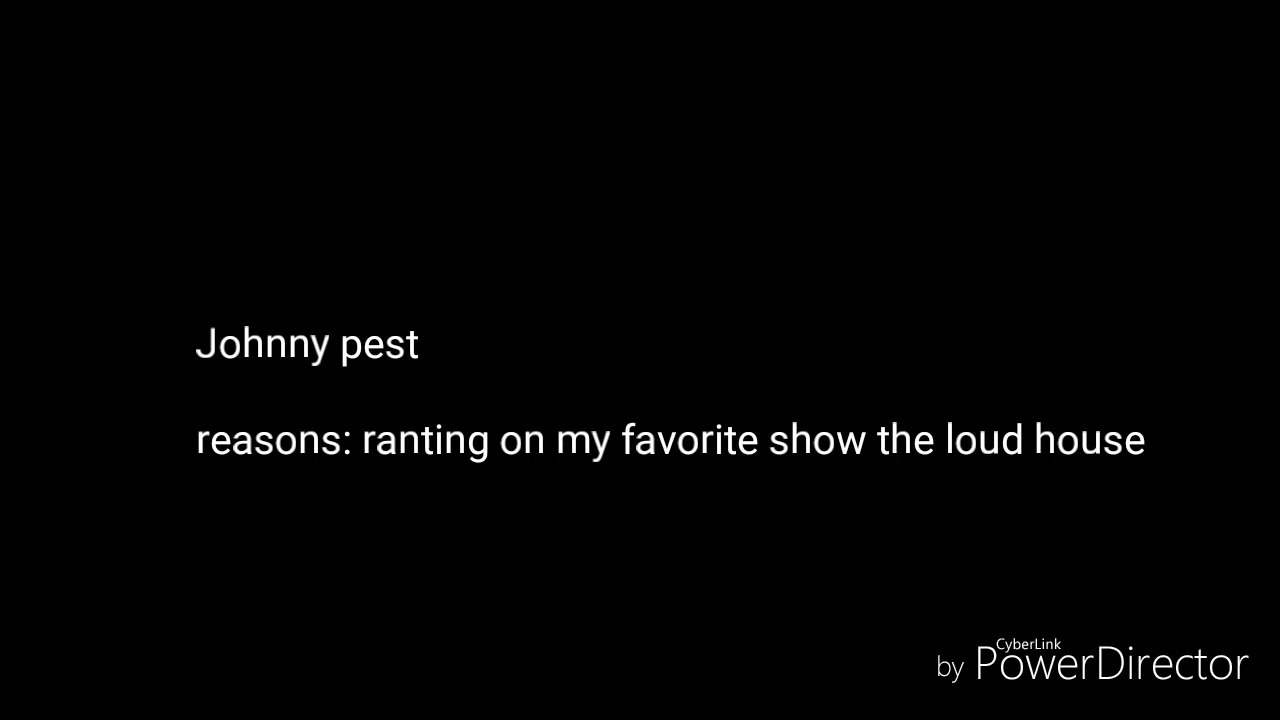 Johnny pest
reasons: ranting on my favorite show the loud house
CyberLink
by PowerDirector